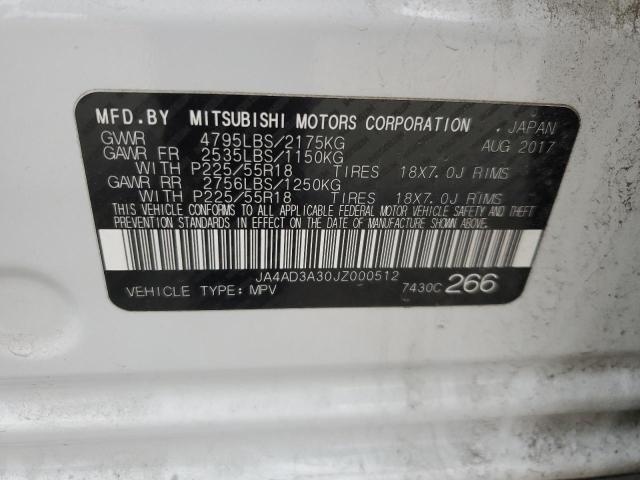 MFD.BY MITSUBISHI MOTORS CORPORATION , JAPAN
GVWR 4795LBS/2175KG AUG 2017
GAWR FR 2535LBS/1150KG
WITH P225/55R18 TIRES 18X7.0J RIMS
GAWR RR 2756LBS/1250KG
WITH P225/55R18 TIRES 18X7.0J RIMS
THIS VEHICLE CONFORMS TO ALL APPLICABLE FEDERAL MOTOR VEHICLE SAFETY AND THEFT
PREVENTION STANDARDS IN EFFECT ON THE DATE OF MANUFACTURE SHOWN ABOVE.
JA4AD3A30JZ000512
VEHICLE TYPE:MPV 7430C 266